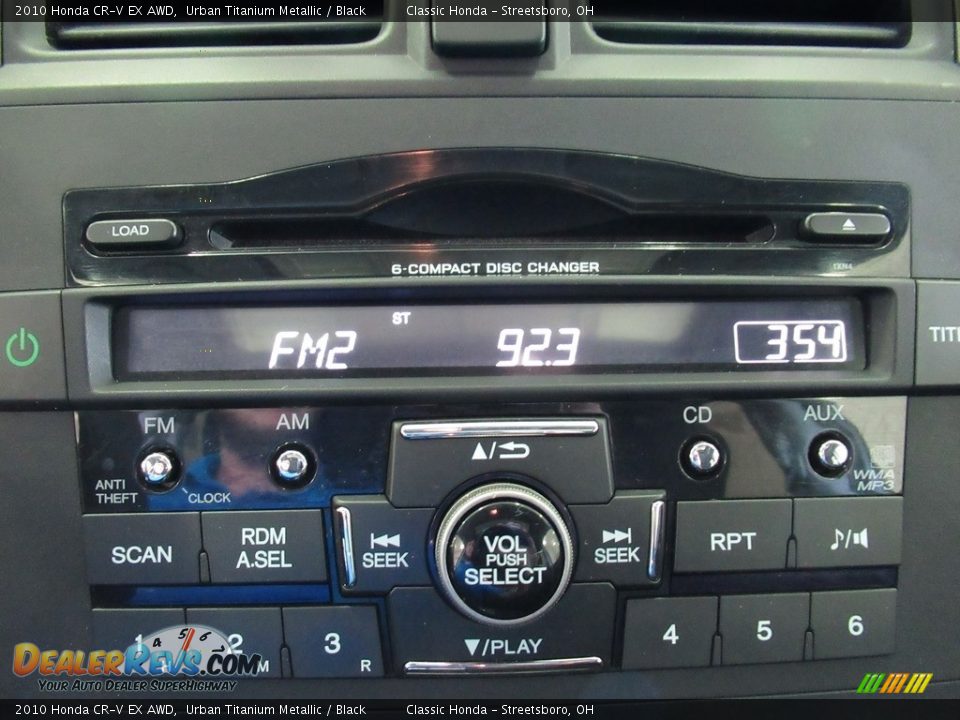 2010 Honda CR-V EX AWD,  Urban Titanium Metallic / Black     Classic Honda - Streetsboro, OH
LOAD
6-COMPACT DISC CHANGER
ST
FM2 92.3 354
FM AM CD AUX
ANTI THEFT
CLOCK
▲/
WMA
MP3
SCAN
RDM
A.SEL
SEEK
VOL
PUSH
SELECT
SEEK
RPT
1 2 3 R
▼/PLAY
4 5 6
DealerRevs.com
Your Auto Dealer SuperHighway
4 5 6
2010 Honda CR-V EX AWD,  Urban Titanium Metallic / Black     Classic Honda - Streetsboro, OH